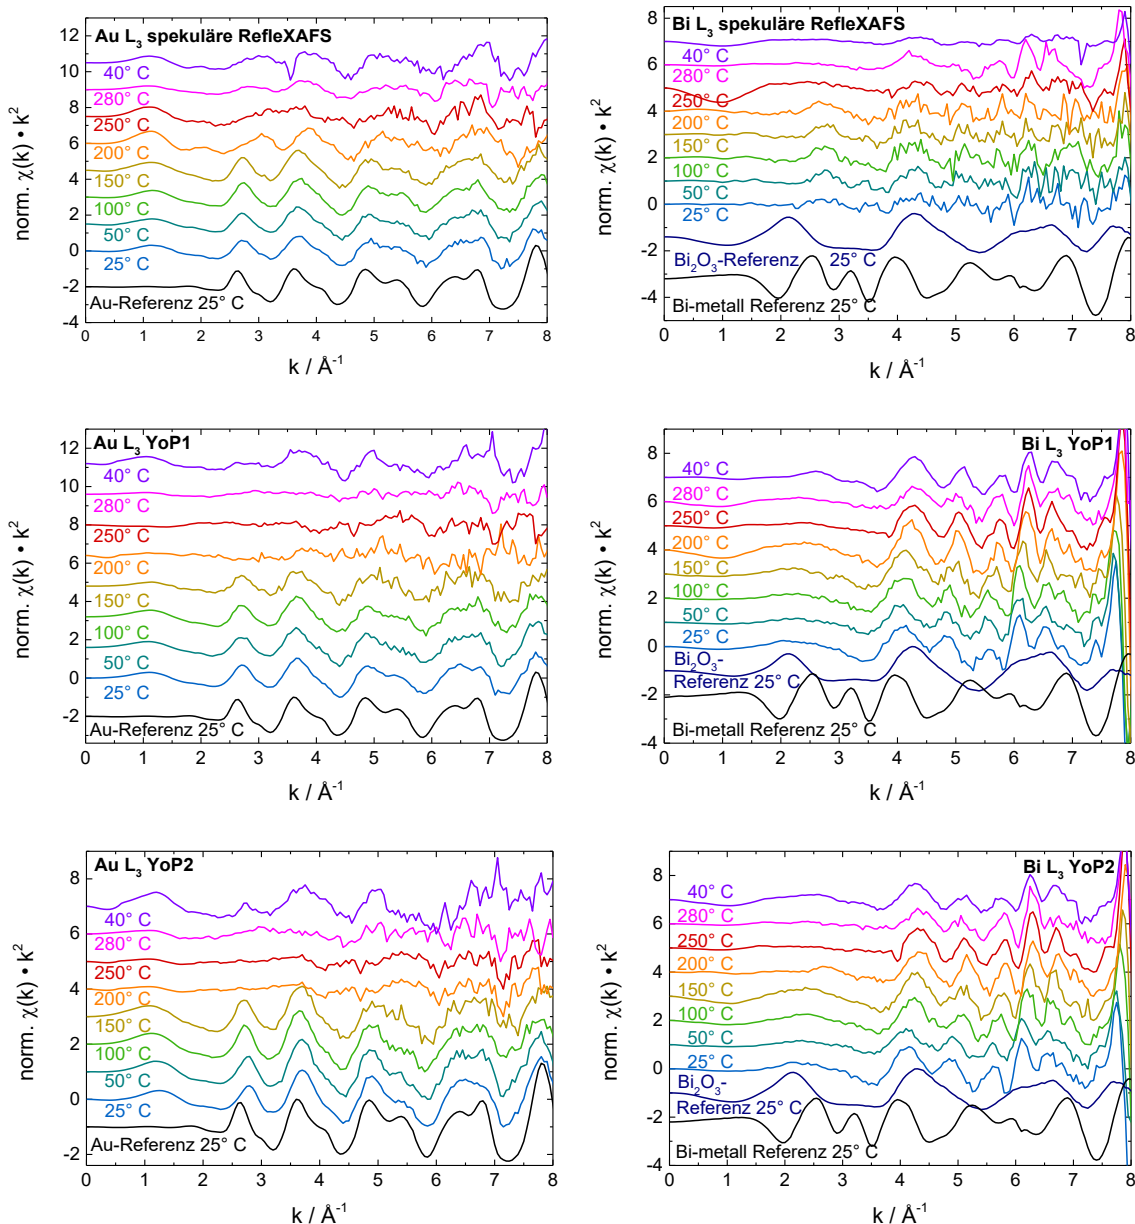 Au L₃ spekuläre RefleXAFS
norm. χ(k) • k²
12
10
8
6
4
2
0
-2
-4
40° C
280° C
250° C
200° C
150° C
100° C
50° C
25° C
Au-Referenz 25° C
0 1 2 3 4 5 6 7 8
k / Å⁻¹
Bi L₃ spekuläre RefleXAFS
norm. χ(k) • k²
8
6
4
2
0
-2
-4
40° C
280° C
250° C
200° C
150° C
100° C
50° C
25° C
Bi₂O₃-Referenz 25° C
Bi-metall Referenz 25° C
0 1 2 3 4 5 6 7 8
k / Å⁻¹
Au L₃ YoP1
norm. χ(k) • k²
12
10
8
6
4
2
0
-2
40° C
280° C
250° C
200° C
150° C
100° C
50° C
25° C
Au-Referenz 25° C
0 1 2 3 4 5 6 7 8
k / Å⁻¹
Bi L₃ YoP1
norm. χ(k) • k²
8
6
4
2
0
-2
-4
40° C
280° C
250° C
200° C
150° C
100° C
50° C
25° C
Bi₂O₃-
Referenz 25° C
Bi-metall Referenz 25° C
0 1 2 3 4 5 6 7 8
k / Å⁻¹
Au L₃ YoP2
norm. χ(k) • k²
8
6
4
2
0
-2
40° C
280° C
250° C
200° C
150° C
100° C
50° C
25° C
Au-Referenz 25° C
0 1 2 3 4 5 6 7 8
k / Å⁻¹
Bi L₃ YoP2
norm. χ(k) • k²
8
6
4
2
0
-2
-4
40° C
280° C
250° C
200° C
150° C
100° C
50° C
25° C
Bi₂O₃-
Referenz 25° C
Bi-metall Referenz 25° C
0 1 2 3 4 5 6 7 8
k / Å⁻¹